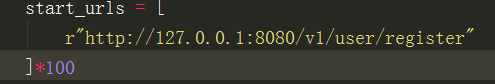 start_urls = [
r"http://127.0.0.1:8080/v1/user/register"
]*100